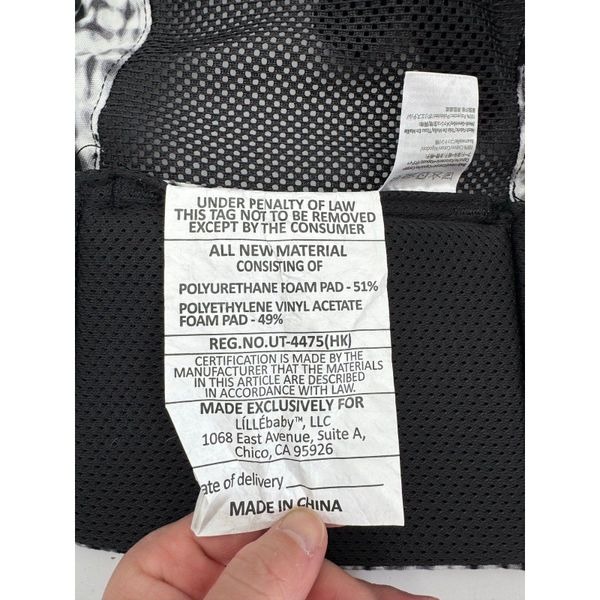 UNDER PENALTY OF LAW
THIS TAG NOT TO BE REMOVED
EXCEPT BY THE CONSUMER
ALL NEW MATERIAL
CONSISTING OF
POLYURETHANE FOAM PAD - 51%
POLYETHYLENE VINYL ACETATE
FOAM PAD - 49%
REG.NO.UT-4475(HK)
CERTIFICATION IS MADE BY THE
MANUFACTURER THAT THE MATERIALS
IN THIS ARTICLE ARE DESCRIBED
IN ACCORDANCE WITH LAW.
MADE EXCLUSIVELY FOR
LÍLLÉbaby™, LLC
1068 East Avenue, Suite A,
Chico, CA 95926
ate of delivery
MADE IN CHINA